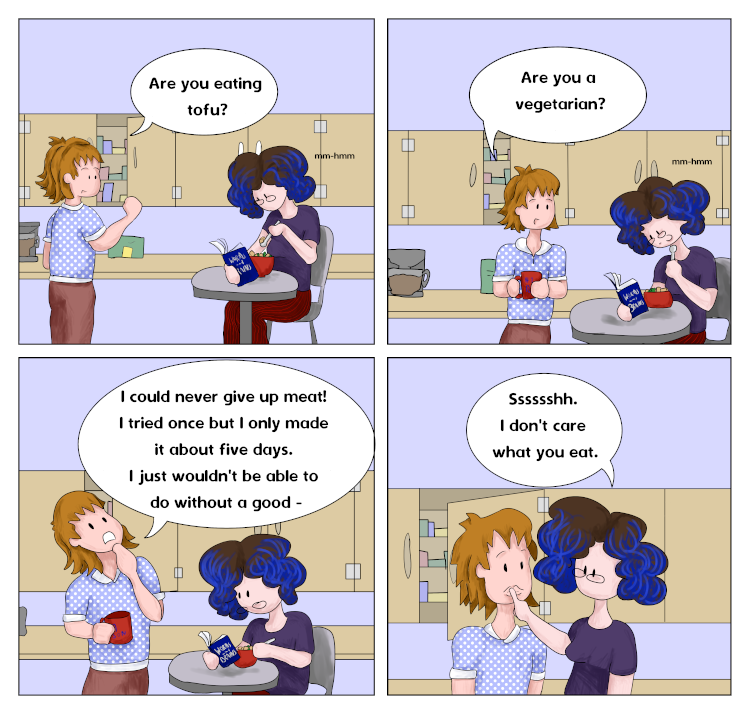 Are you eating
tofu?
mm-hmm
Are you a
vegetarian?
mm-hmm
I could never give up meat!
I tried once but I only made
it about five days.
I just wouldn't be able to
do without a good -
Sssssshh.
I don't care
what you eat.